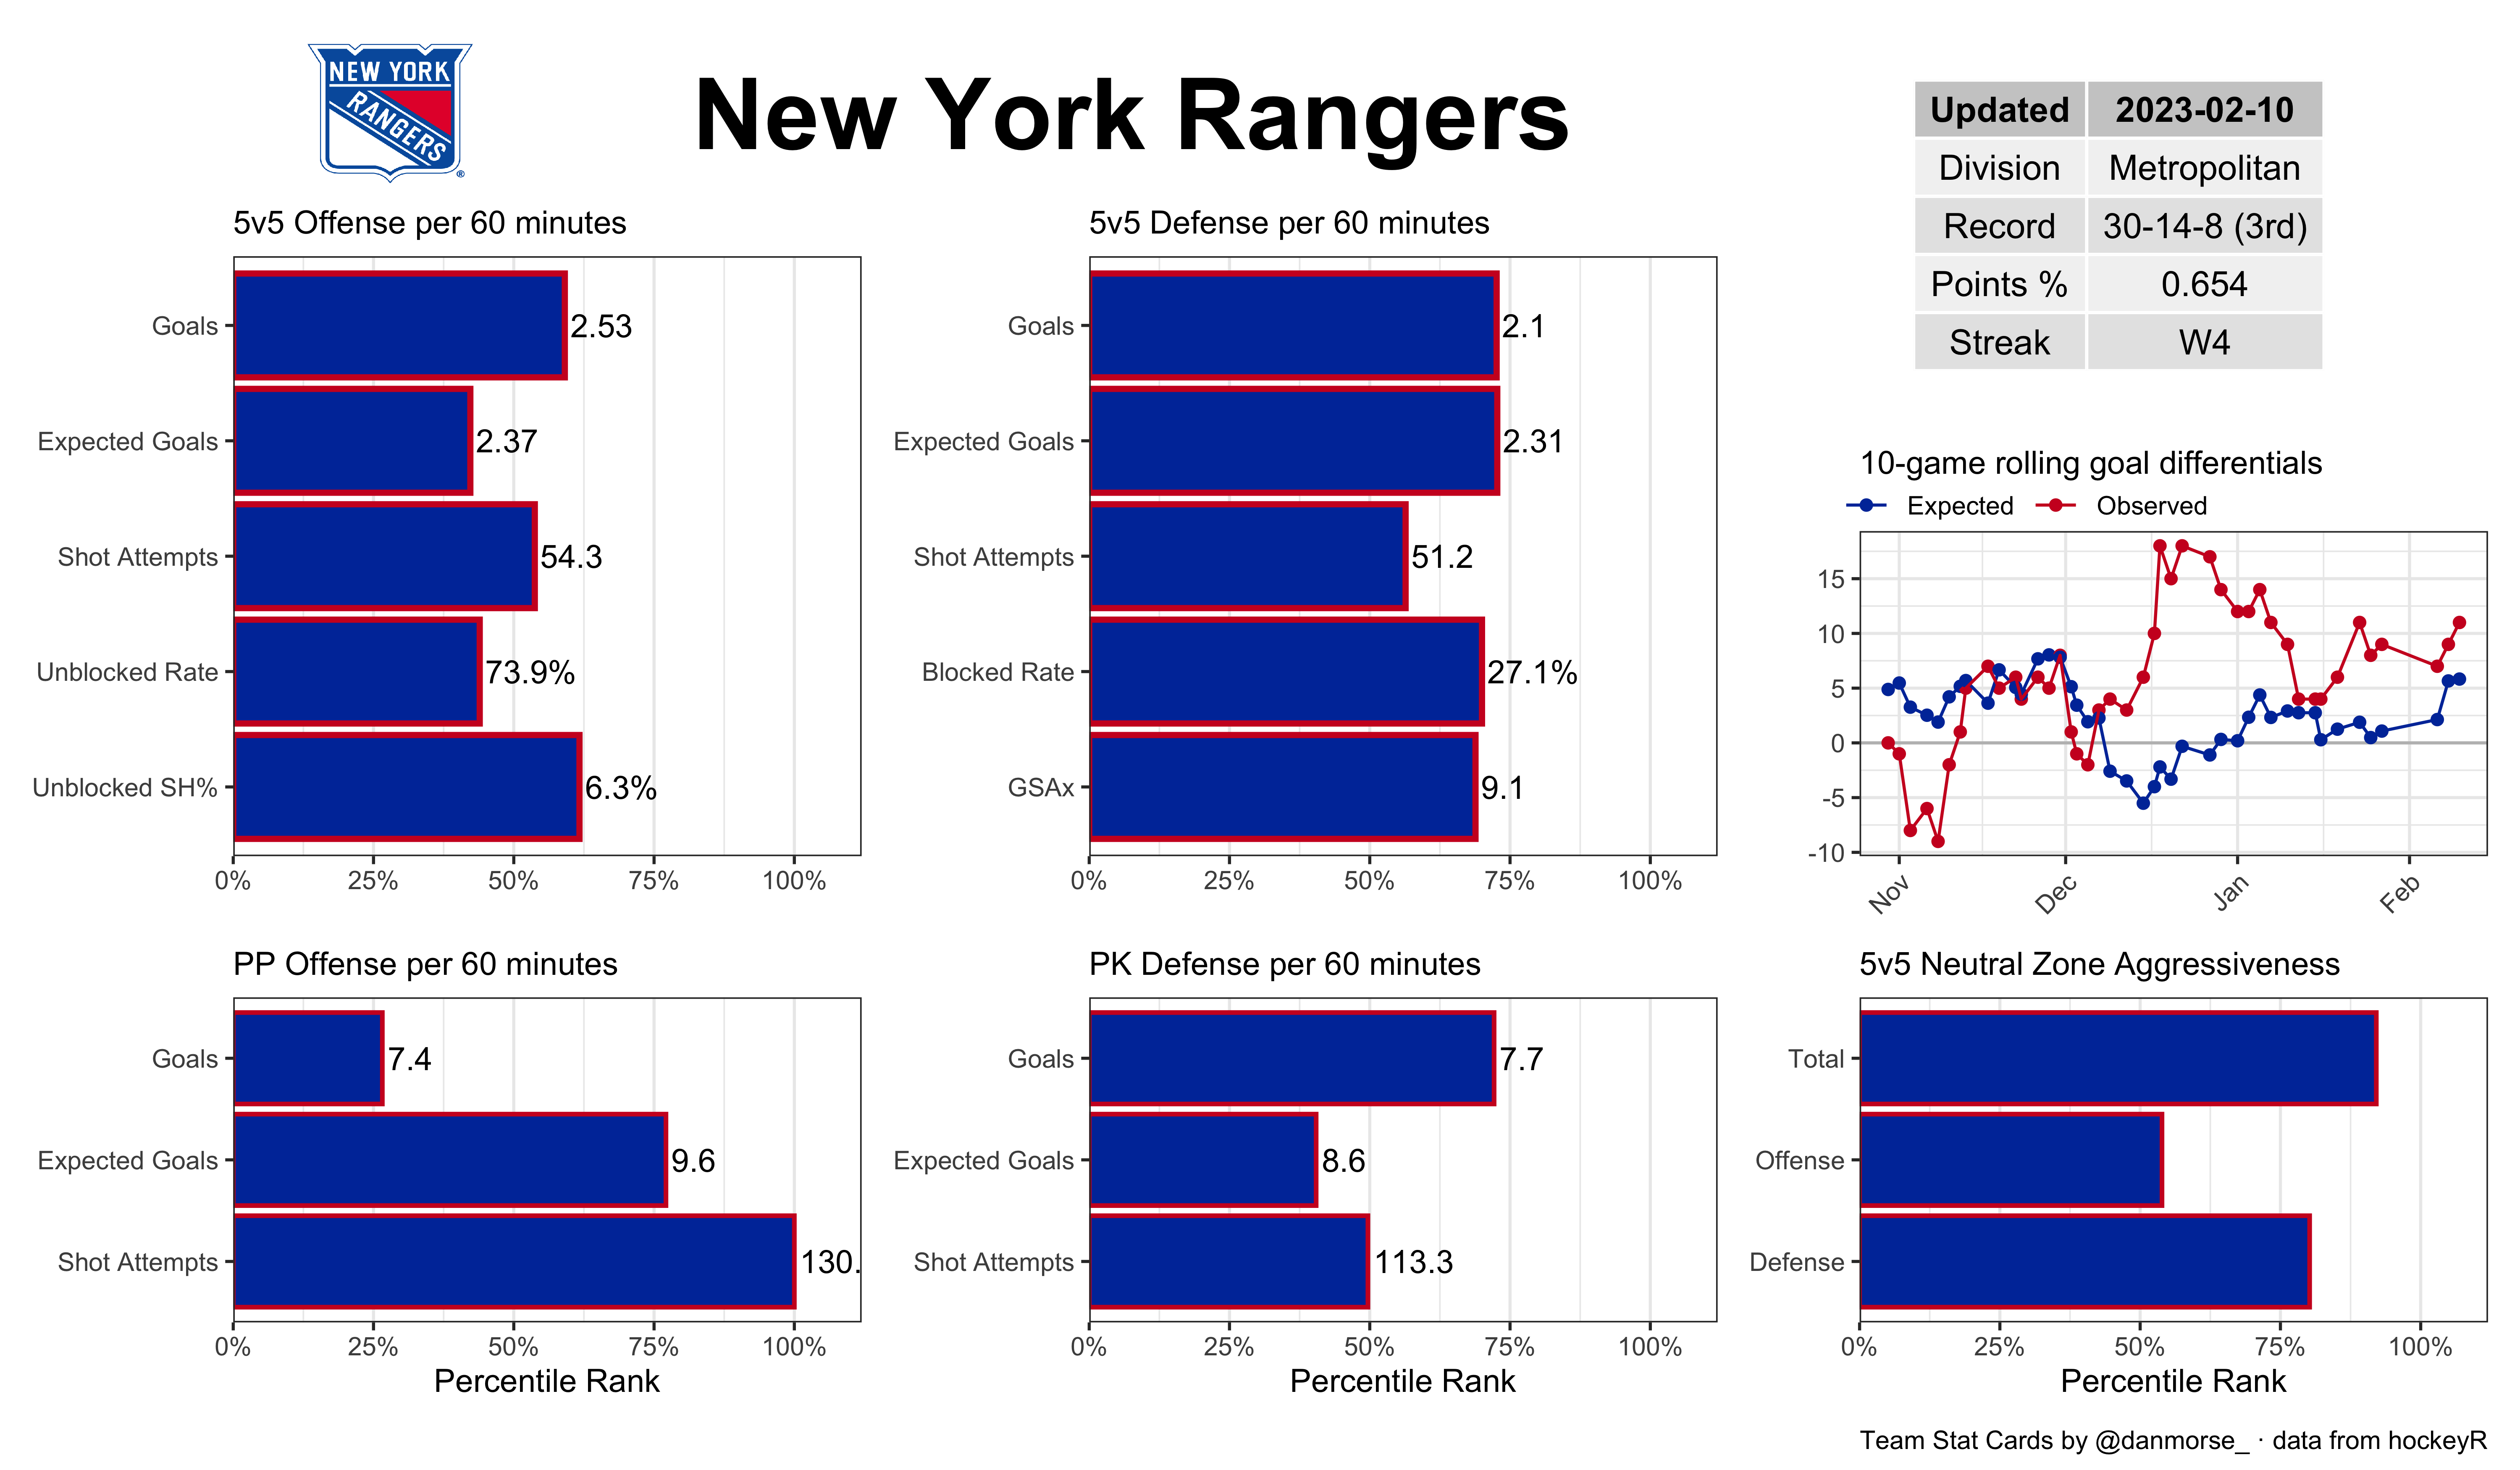 NEW YORK
RANGERS
®
New York Rangers
Updated 2023-02-10
Division Metropolitan
Record 30-14-8 (3rd)
Points % 0.654
Streak W4
5v5 Offense per 60 minutes
Goals 2.53
Expected Goals 2.37
Shot Attempts 54.3
Unblocked Rate 73.9%
Unblocked SH% 6.3%
0% 25% 50% 75% 100%
5v5 Defense per 60 minutes
Goals 2.1
Expected Goals 2.31
Shot Attempts 51.2
Blocked Rate 27.1%
GSAx 9.1
0% 25% 50% 75% 100%
10-game rolling goal differentials
Expected Observed
15
10
5
0
-5
-10
Nov Dec Jan Feb
PP Offense per 60 minutes
Goals 7.4
Expected Goals 9.6
Shot Attempts 130.
0% 25% 50% 75% 100%
Percentile Rank
PK Defense per 60 minutes
Goals 7.7
Expected Goals 8.6
Shot Attempts 113.3
0% 25% 50% 75% 100%
Percentile Rank
5v5 Neutral Zone Aggressiveness
Total
Offense
Defense
0% 25% 50% 75% 100%
Percentile Rank
Team Stat Cards by @danmorse_ · data from hockeyR